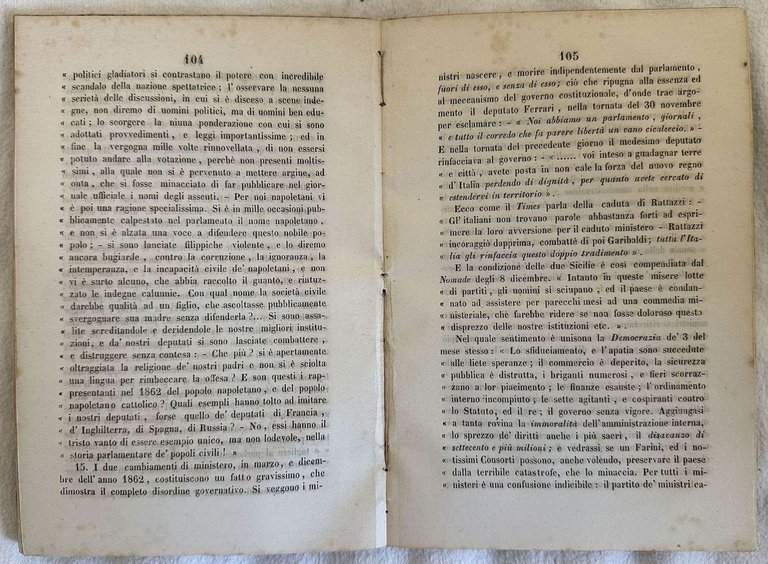 104
« politici gladiatori si contrastano il potere con incredibile
« scandalo della nazione spettatrice; l' osservare la nessuna
« serietà delle discussioni, in cui si è disceso a scene inde-
« gne, non diremo di uomini politici, ma di uomini ben edu-
« cati; lo scorgere la niuna ponderazione con cui si sono
« adottati provvedimenti, e leggi importantissime; ed in
« fine la vergogna mille volte rinnovellata, di non essersi
« potuto andare alla votazione, perchè non presenti moltis-
« simi, alla quale non si è pervenuto a mettere argine, ad
« onta, che si fosse minacciato di far pubblicare nel gior-
« nale ufficiale i nomi degli assenti. - Per noi napoletani vi
« è poi una ragione specialissima. Si è in mille occasioni pub-
« blicamente calpestato nel parlamento il nome napoletano,
« e non si è alzata una voce a difendere questo nobile po-
« polo; - si sono lanciate filippiche violente, e lo diremo
« ancora bugiarde, contro la corruzione, la ignoranza, la
« intemperanza, e la incapacità civile de' napoletani, e non
« vi è surto alcuno, che abbia raccolto il guanto, e rintuz-
« zato le indegne calunnie. Con qual nome la società civile
« darebbe qualità ad un figlio, che ascoltasse pubblicamente
« svergognare sua madre senza difenderla?... Si sono assa-
« lite screditandole e deridendole le nostre migliori institu-
« zioni, e da' nostri deputati si sono lasciate combattere,
« e distruggere senza contesa: - Che più? si è apertamente
« oltraggiata la religione de' nostri padri e non si è sciolta
« una lingua per rimbeccare la offesa? E son questi i rap-
« presentanti nel 1862 del popolo napoletano, e del popolo
« napoletano cattolico? Quali esempi hanno tolto ad imitare
« i nostri deputati, forse quello de' deputati di Francia,
« d' Inghilterra, di Spagna, di Russia? - No, essi hanno il
« tristo vanto di essere esempio unico, ma non lodevole, nella
« storia parlamentare de' popoli civili! »
15. I due cambiamenti di ministero, in marzo, e dicem-
bre dell'anno 1862, costituiscono un fatto gravissimo, che
dimostra il completo disordine governativo. Si veggono i mi-
105
nistri nascere, e morire indipendentemente dal parlamento,
fuori di esso, e senza di esso; ciò che ripugna alla essenza ed
al meccanismo del governo costituzionale, d'onde trae argo-
mento il deputato Ferrari, nella tornata del 30 novembre
per esclamare: - « Noi abbiamo un parlamento, giornali,
« e tutto il corredo che fa parere libertà un vano cicaleccio. » -
E nella tornata del precedente giorno il medesimo deputato
rinfacciava al governo: - « ...... voi inteso a guadagnar terre
« e città, avete posta in non cale la forza del nuovo regno
« d' Italia perdendo di dignità, per quanto avete cercato di
« estendervi in territorio ».
Ecco come il Times parla della caduta di Rattazzi: -
« Gl' italiani non trovano parole abbastanza forti ad espri-
« mere la loro avversione per il caduto ministero - Rattazzi
« incoraggiò dapprima, combattè di poi Garibaldi; tutta l'Ita-
« lia gli rinfaccia questo doppio tradimento ».
E la condizione delle due Sicilie è così compendiata dal
Nomade degli 8 dicembre. « Intanto in queste misere lotte
« di partiti, gli uomini si sciupano, ed il paese è condan-
« nato ad assistere per parecchi mesi ad una commedia mi-
« nisteriale, che farebbe ridere se non fosse doloroso questo
« disprezzo delle nostre istituzioni etc. ».
Nel quale sentimento è unisona la Democrazia de' 3 del
mese stesso: « Lo sfiduciamento, e l'apatia sono succedute
« alle liete speranze; il commercio è deperito, la sicurezza
« pubblica è distrutta, i briganti numerosi, e fieri scorraz-
« zano a lor piacimento; le finanze esauste; l'ordinamento
« interno incompiuto; le sette agitanti, e cospiranti contro
« lo Statuto, ed il re; il governo senza vigore. Aggiungasi
« a tanta rovina la immoralità dell'amministrazione interna,
« lo sprezzo de' diritti anche i più sacri, il disavanzo di
« settecento e più milioni; e vedrassi se un Farini, ed i no-
« tissimi Cousorti possono, anche volendo, preservare il paese
« dalla terribile catastrofe, che lo minaccia. Per tutti i mi-
« nisteri è una confusione indicibile: il partito de' ministri ca-